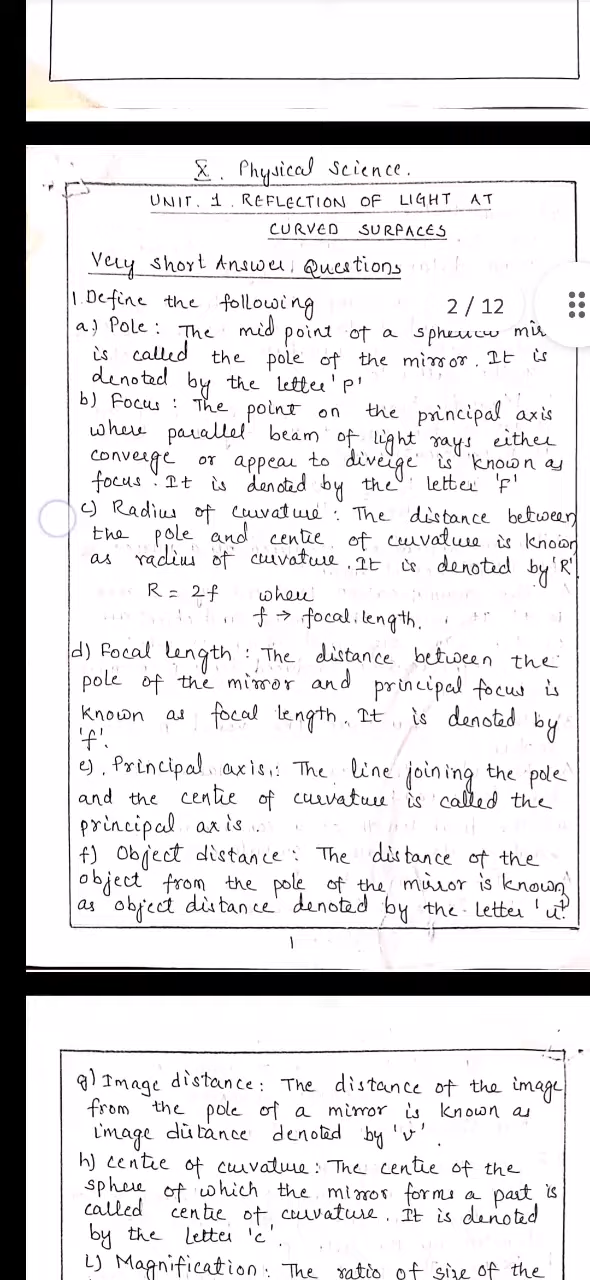 X. Physical Science.
UNIT. 1 REFLECTION OF LIGHT AT
CURVED SURFACES
Very short Answer Questions
1. Define the following
2 / 12
a.) Pole : The mid point of a
is called the pole of the mirror. It is
denoted by the letter 'P'
b) Focus : The point on the principal axis
where parallel beam of light rays either
converge or appear to diverge is known as
focus. It is denoted by the letter 'F'
c) Radius of curvature : The distance between
the pole and centre of curvature is known
as radius of curvature. It is denoted by 'R'
R = 2f where
f → focal length.
d) Focal length : The distance between the
pole of the mirror and principal focus is
known as focal length. It is denoted by
'f'.
e). Principal axis : The line joining the pole
and the centre of curvature is called the
principal axis.
f) Object distance : The distance of the
object from the pole of the mirror is known
as object distance denoted by the letter 'u'.
1
g) Image distance : The distance of the image
from the pole of a mirror is known as
image distance denoted by 'v'.
h) centre of curvature : The centre of the
sphere of which the mirror forms a part is
called centre of curvature. It is denoted
by the letter 'c'.
i) Magnification : The ratio of size of the